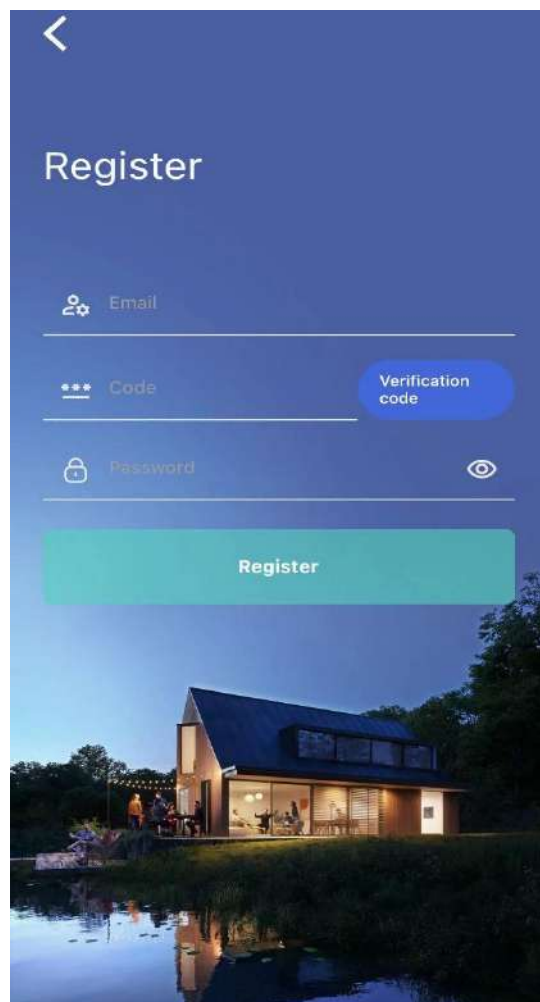 Register
Email
Code
Verification
code
Password
Register